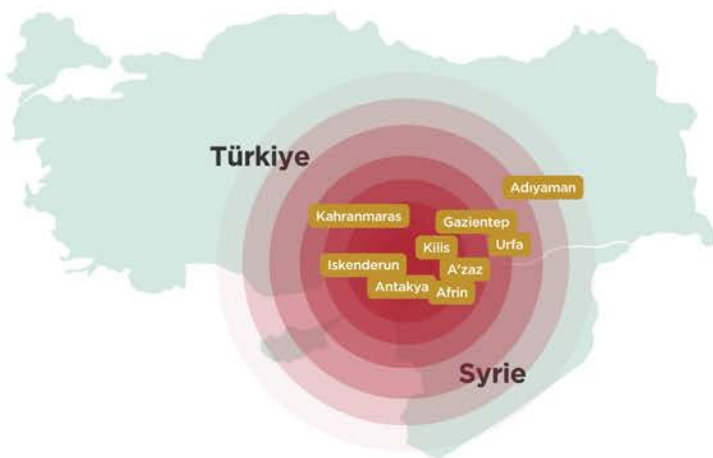 Türkiye
Adıyaman
Kahranmaras
Gazientep
Kilis
Urfa
Iskenderun
A'zaz
Antakya
Afrin
Syrie